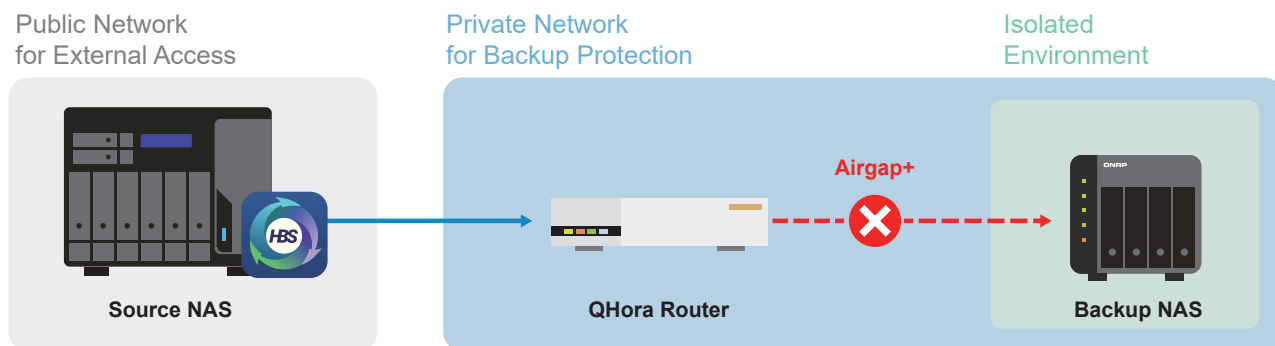 Public Network
for External Access
Private Network
for Backup Protection
Isolated
Environment
Airgap+
QNAP
HBS
Source NAS
QHora Router
Backup NAS